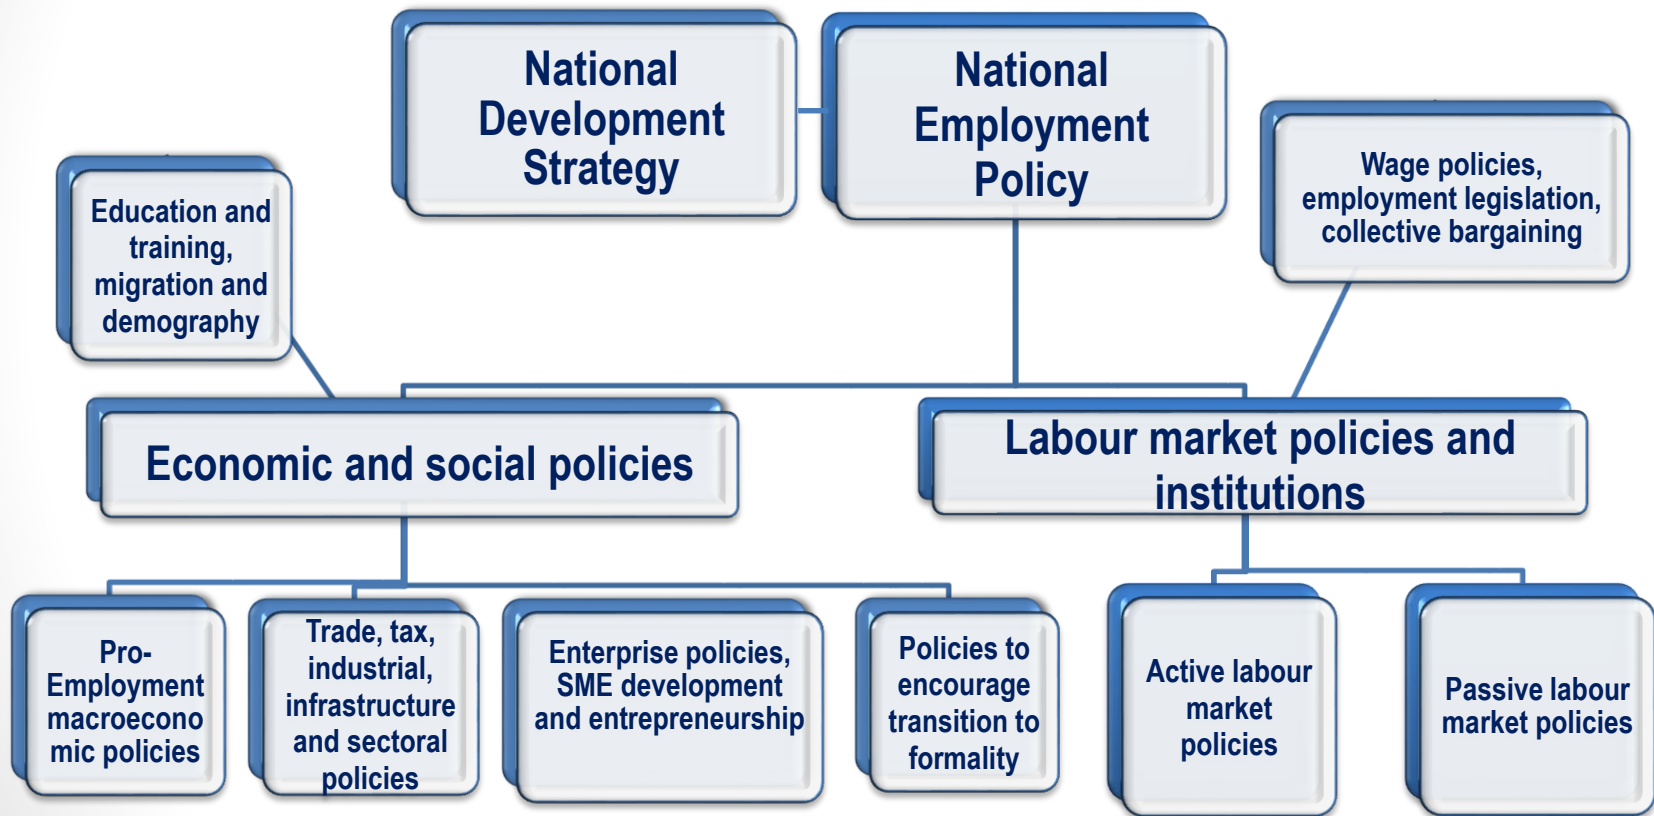 National
Development
Strategy
National
Employment
Policy
Education and
training,
migration and
demography
Wage policies,
employment legislation,
collective bargaining
Economic and social policies
Labour market policies and
institutions
Pro-
Employment
macroecono
mic policies
Trade, tax,
industrial,
infrastructure
and sectoral
policies
Enterprise policies,
SME development
and entrepreneurship
Policies to
encourage
transition to
formality
Active labour
market
policies
Passive labour
market policies